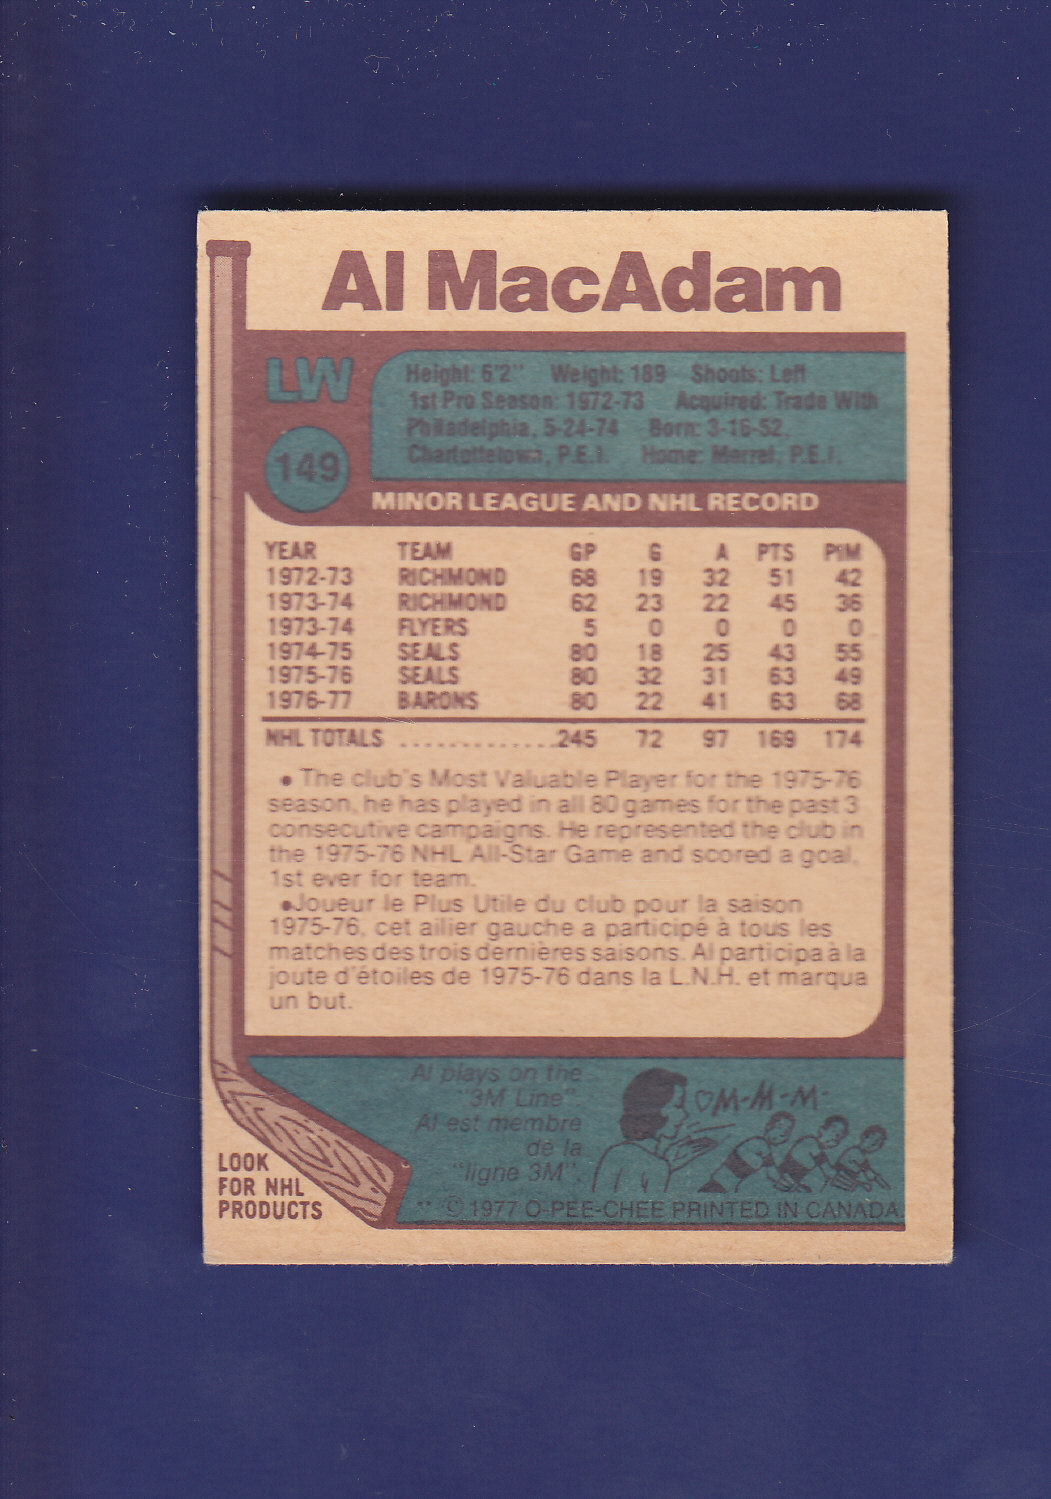 Al MacAdam
LW
149
Height: 6'2" Weight: 189 Shoots: Left
1st Pro Season: 1972-73 Acquired: Trade With
Philadelphia, 5-24-74 Born: 3-16-52,
Charlottetown, P.E.I. Home: Morrel, P.E.I.
MINOR LEAGUE AND NHL RECORD
YEAR TEAM GP G A PTS PIM
1972-73 RICHMOND 68 19 32 51 42
1973-74 RICHMOND 62 23 22 45 36
1973-74 FLYERS 5 0 0 0 0
1974-75 SEALS 80 18 25 43 55
1975-76 SEALS 80 32 31 63 49
1976-77 BARONS 80 22 41 63 68
NHL TOTALS ..............245 72 97 169 174
• The club's Most Valuable Player for the 1975-76
season, he has played in all 80 games for the past 3
consecutive campaigns. He represented the club in
the 1975-76 NHL All-Star Game and scored a goal,
1st ever for team.
•Joueur le Plus Utile du club pour la saison
1975-76, cet ailier gauche a participé à tous les
matches des trois dernières saisons. Al participa à la
joute d'étoiles de 1975-76 dans la L.N.H. et marqua
un but.
Al plays on the
"3M Line".
Al est membre
de la
"ligne 3M".
M-M-M-
LOOK
FOR NHL
PRODUCTS
** © 1977 O-PEE-CHEE PRINTED IN CANADA